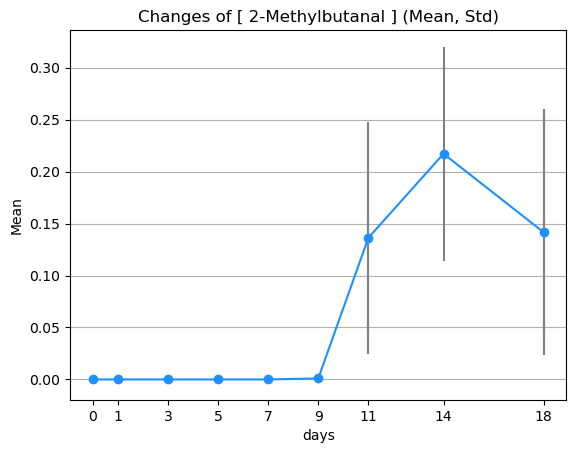 Changes of [ 2-Methylbutanal ] (Mean, Std)
0.30
0.25
0.20
0.15
0.10
0.05
0.00
Mean
0 1 3 5 7 9 11 14 18
days